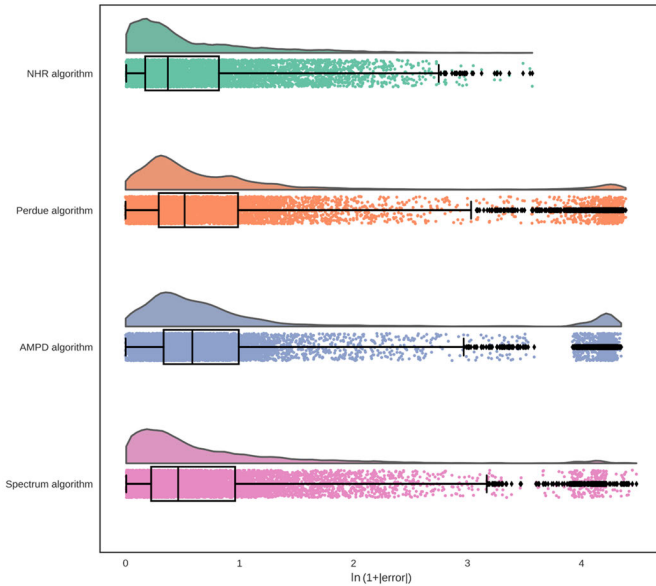 NHR algorithm
Perdue algorithm
AMPD algorithm
Spectrum algorithm
0 1 2 3 4
ln (1+|error|)